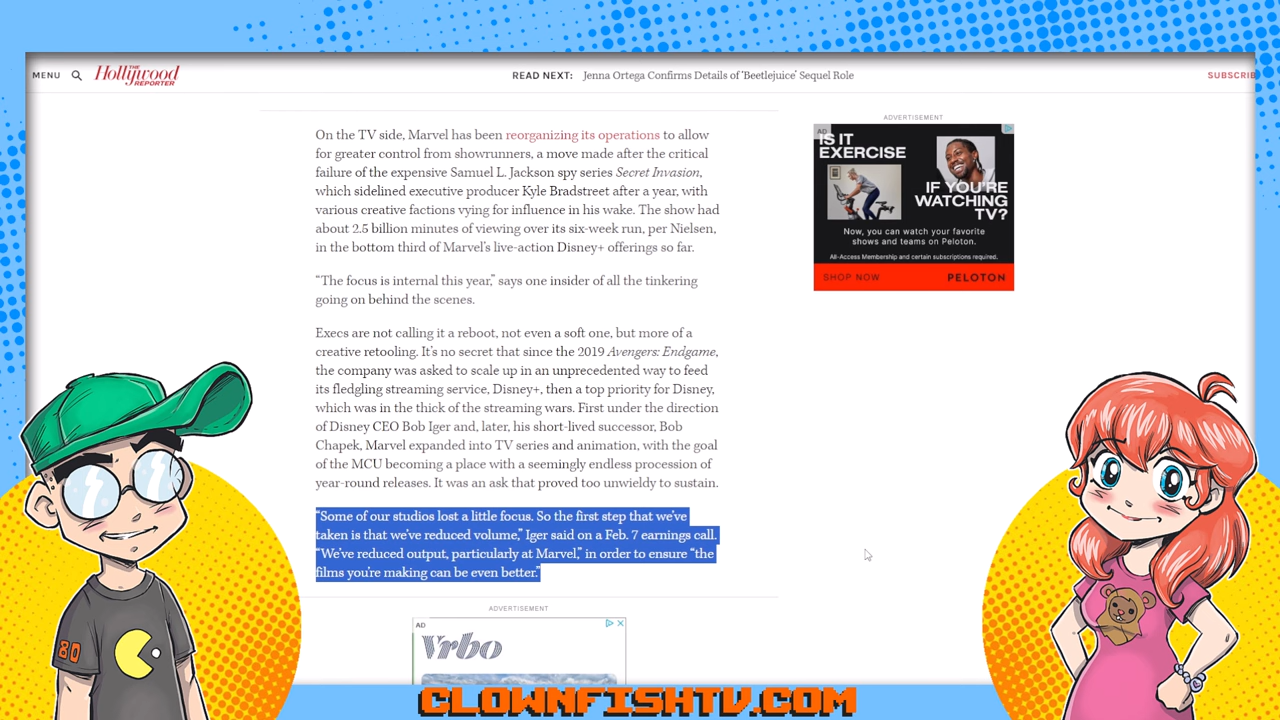 MENU
THE
Hollywood
REPORTER
READ NEXT: Jenna Ortega Confirms Details of 'Beetlejuice' Sequel Role
SUBSCRIB
On the TV side, Marvel has been reorganizing its operations to allow
for greater control from showrunners, a move made after the critical
failure of the expensive Samuel L. Jackson spy series Secret Invasion,
which sidelined executive producer Kyle Bradstreet after a year, with
various creative factions vying for influence in his wake. The show had
about 2.5 billion minutes of viewing over its six-week run, per Nielsen,
in the bottom third of Marvel's live-action Disney+ offerings so far.
“The focus is internal this year,” says one insider of all the tinkering
going on behind the scenes.
Execs are not calling it a reboot, not even a soft one, but more of a
creative retooling. It's no secret that since the 2019 Avengers: Endgame,
the company was asked to scale up in an unprecedented way to feed
its fledgling streaming service, Disney+, then a top priority for Disney,
which was in the thick of the streaming wars. First under the direction
of Disney CEO Bob Iger and, later, his short-lived successor, Bob
Chapek, Marvel expanded into TV series and animation, with the goal
of the MCU becoming a place with a seemingly endless procession of
year-round releases. It was an ask that proved too unwieldy to sustain.
“Some of our studios lost a little focus. So the first step that we've
taken is that we've reduced volume,” Iger said on a Feb. 7 earnings call.
“We've reduced output, particularly at Marvel,” in order to ensure “the
films you're making can be even better.”
ADVERTISEMENT
AD
IS IT
EXERCISE
IF YOU'RE
WATCHING
TV?
Now, you can watch your favorite
shows and teams on Peloton.
All-Access Membership and certain subscriptions required.
SHOP NOW PELOTON
ADVERTISEMENT
AD
Vrbo
80
CLOWNFISHTV.COM